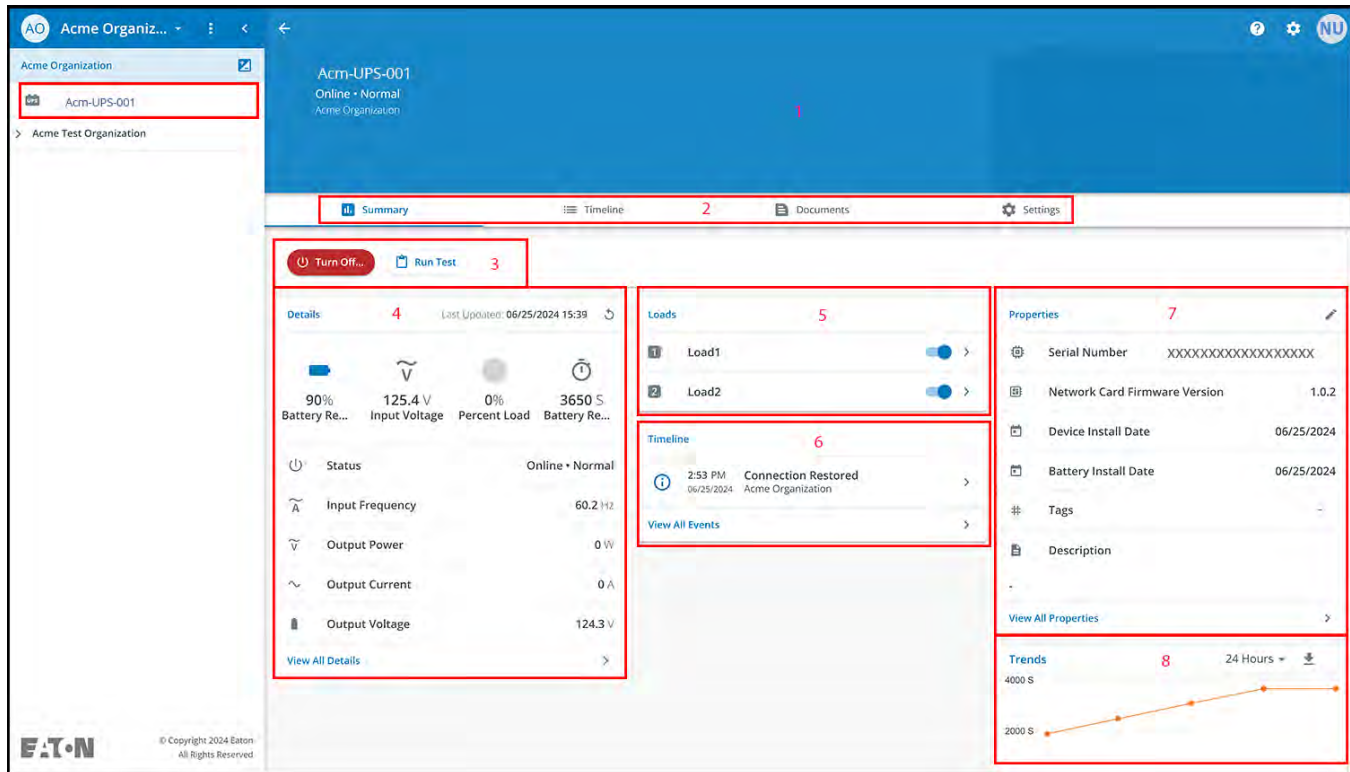 AO Acme Organiz...
NU
Acme Organization
Acm-UPS-001
Acme Test Organization
Acm-UPS-001
Online • Normal
Acme Organization
1
Summary
Timeline
2
Documents
Settings
Turn Off...
Run Test
3
Details
4
Last Updated: 06/25/2024 15:39
90%
Battery Re...
125.4 V
Input Voltage
0%
Percent Load
3650 S
Battery Re...
Status Online • Normal
Input Frequency 60.2 Hz
Output Power 0 W
Output Current 0 A
Output Voltage 124.3 V
View All Details
Loads
5
1 Load1
2 Load2
Timeline
6
2:53 PM Connection Restored
06/25/2024 Acme Organization
View All Events
Properties
7
Serial Number XXXXXXXXXXXXXXXXXX
Network Card Firmware Version 1.0.2
Device Install Date 06/25/2024
Battery Install Date 06/25/2024
# Tags -
Description
-
View All Properties
Trends
8
24 Hours
4000 S
2000 S
EATON
© Copyright 2024 Eaton
All Rights Reserved